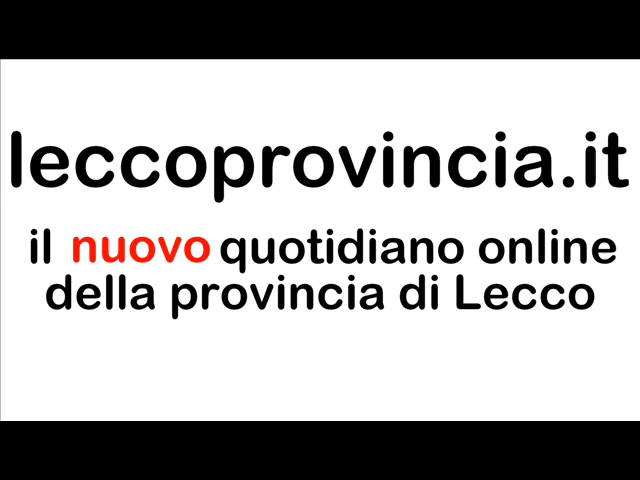 leccoprovincia.it
il nuovo quotidiano online
della provincia di Lecco